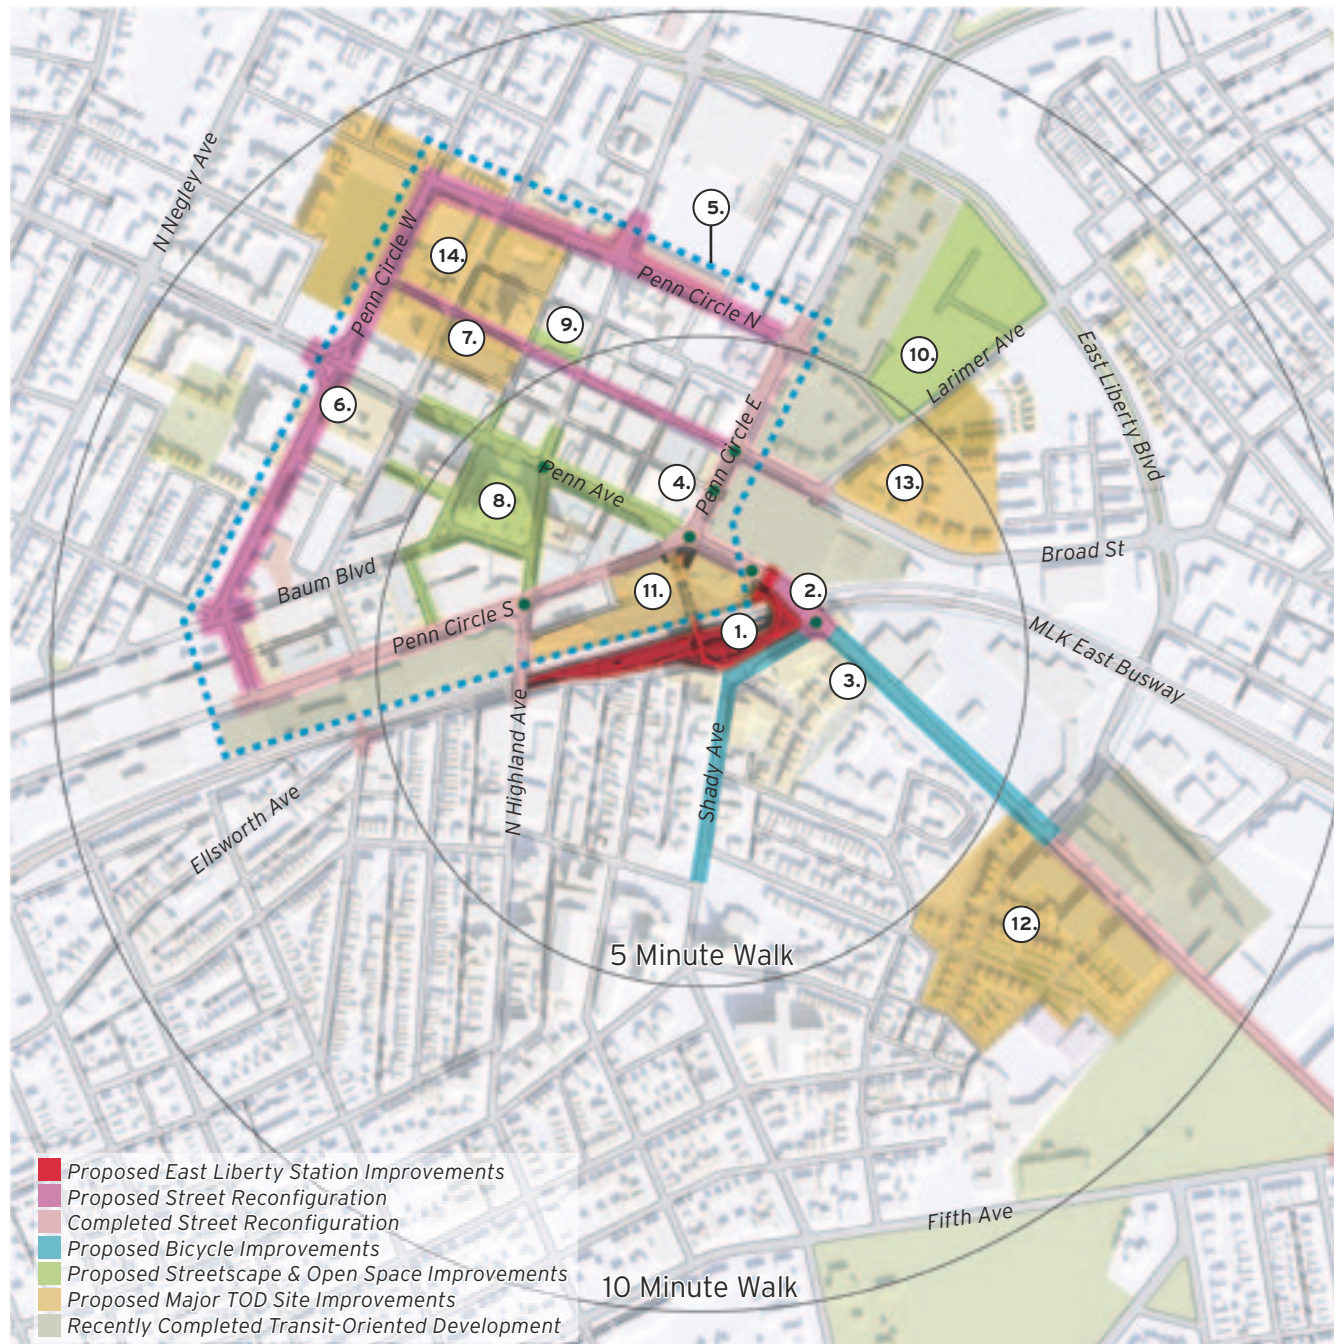 N Negley Ave
5.
Penn Circle W
14.
Penn Circle N
9.
7.
10.
Larimer Ave
East Liberty Blvd
6.
Penn Circle E
4.
Penn Ave
13.
8.
Broad St
Baum Blvd
11.
2.
Penn Circle S
1.
MLK East Busway
3.
N Highland Ave
Shady Ave
Ellsworth Ave
12.
5 Minute Walk
Fifth Ave
10 Minute Walk
Proposed East Liberty Station Improvements
Proposed Street Reconfiguration
Completed Street Reconfiguration
Proposed Bicycle Improvements
Proposed Streetscape & Open Space Improvements
Proposed Major TOD Site Improvements
Recently Completed Transit-Oriented Development